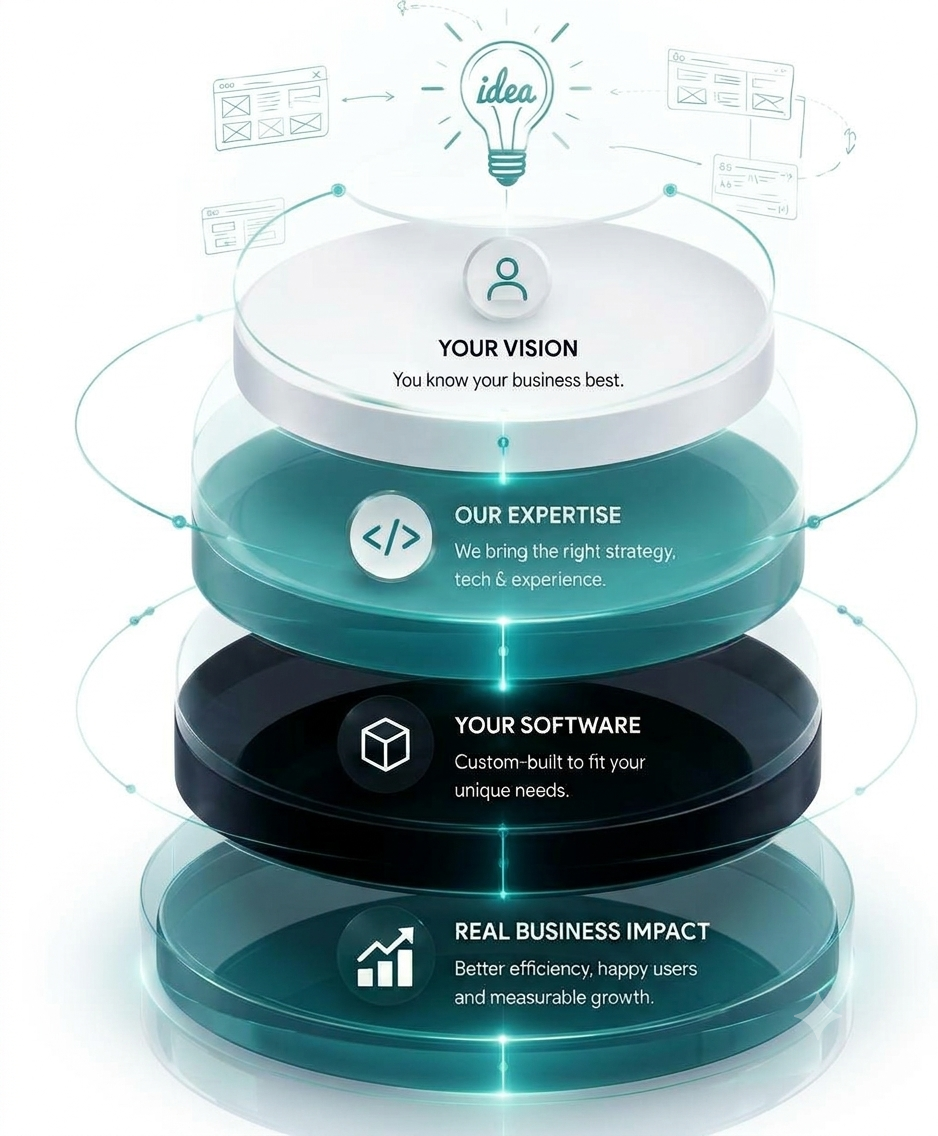 idea
YOUR VISION
You know your business best.
</>
OUR EXPERTISE
We bring the right strategy,
tech & experience.
YOUR SOFTWARE
Custom-built to fit your
unique needs.
REAL BUSINESS IMPACT
Better efficiency, happy users
and measurable growth.